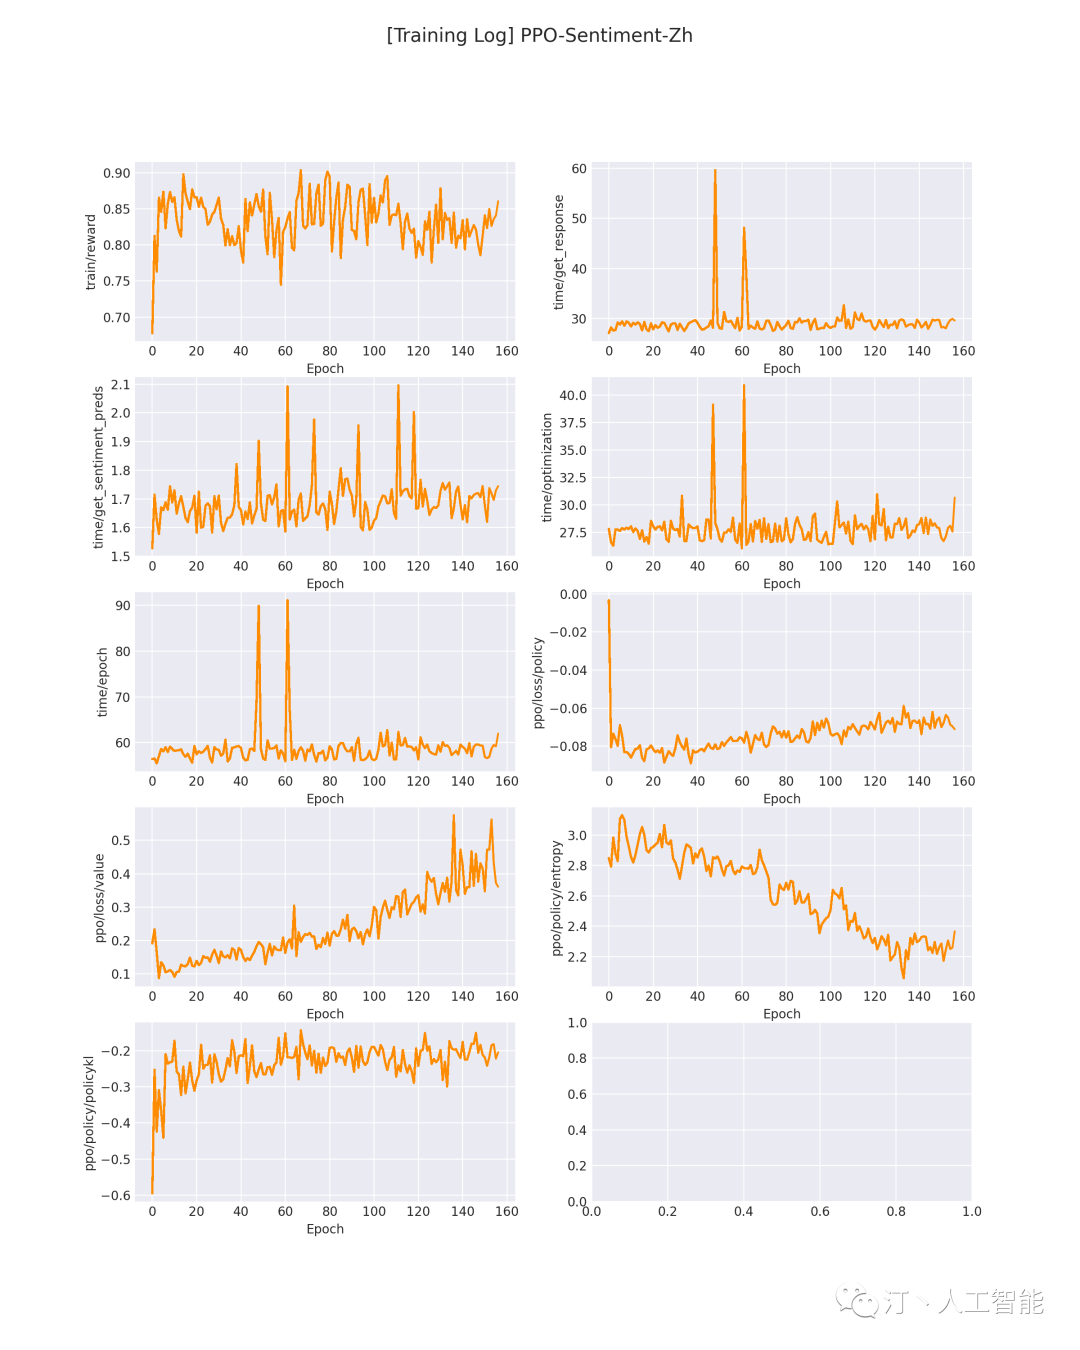 [Training Log] PPO-Sentiment-Zh
train/reward
0.90
0.85
0.80
0.75
0.70
0 20 40 60 80 100 120 140 160
Epoch
time/get_response
60
50
40
30
0 20 40 60 80 100 120 140 160
Epoch
time/get_sentiment_preds
2.1
2.0
1.9
1.8
1.7
1.6
1.5
0 20 40 60 80 100 120 140 160
Epoch
time/optimization
40.0
37.5
35.0
32.5
30.0
27.5
0 20 40 60 80 100 120 140 160
Epoch
time/epoch
90
80
70
60
0 20 40 60 80 100 120 140 160
Epoch
ppo/loss/policy
0.00
−0.02
−0.04
−0.06
−0.08
0 20 40 60 80 100 120 140 160
Epoch
ppo/loss/value
0.5
0.4
0.3
0.2
0.1
0 20 40 60 80 100 120 140 160
Epoch
ppo/policy/entropy
3.0
2.8
2.6
2.4
2.2
0 20 40 60 80 100 120 140 160
Epoch
ppo/policy/policykl
−0.2
−0.3
−0.4
−0.5
−0.6
0 20 40 60 80 100 120 140 160
Epoch
1.0
0.8
0.6
0.4
0.2
0.0
0.0 0.2 0.4 0.6 0.8 1.0
汀丶人工智能